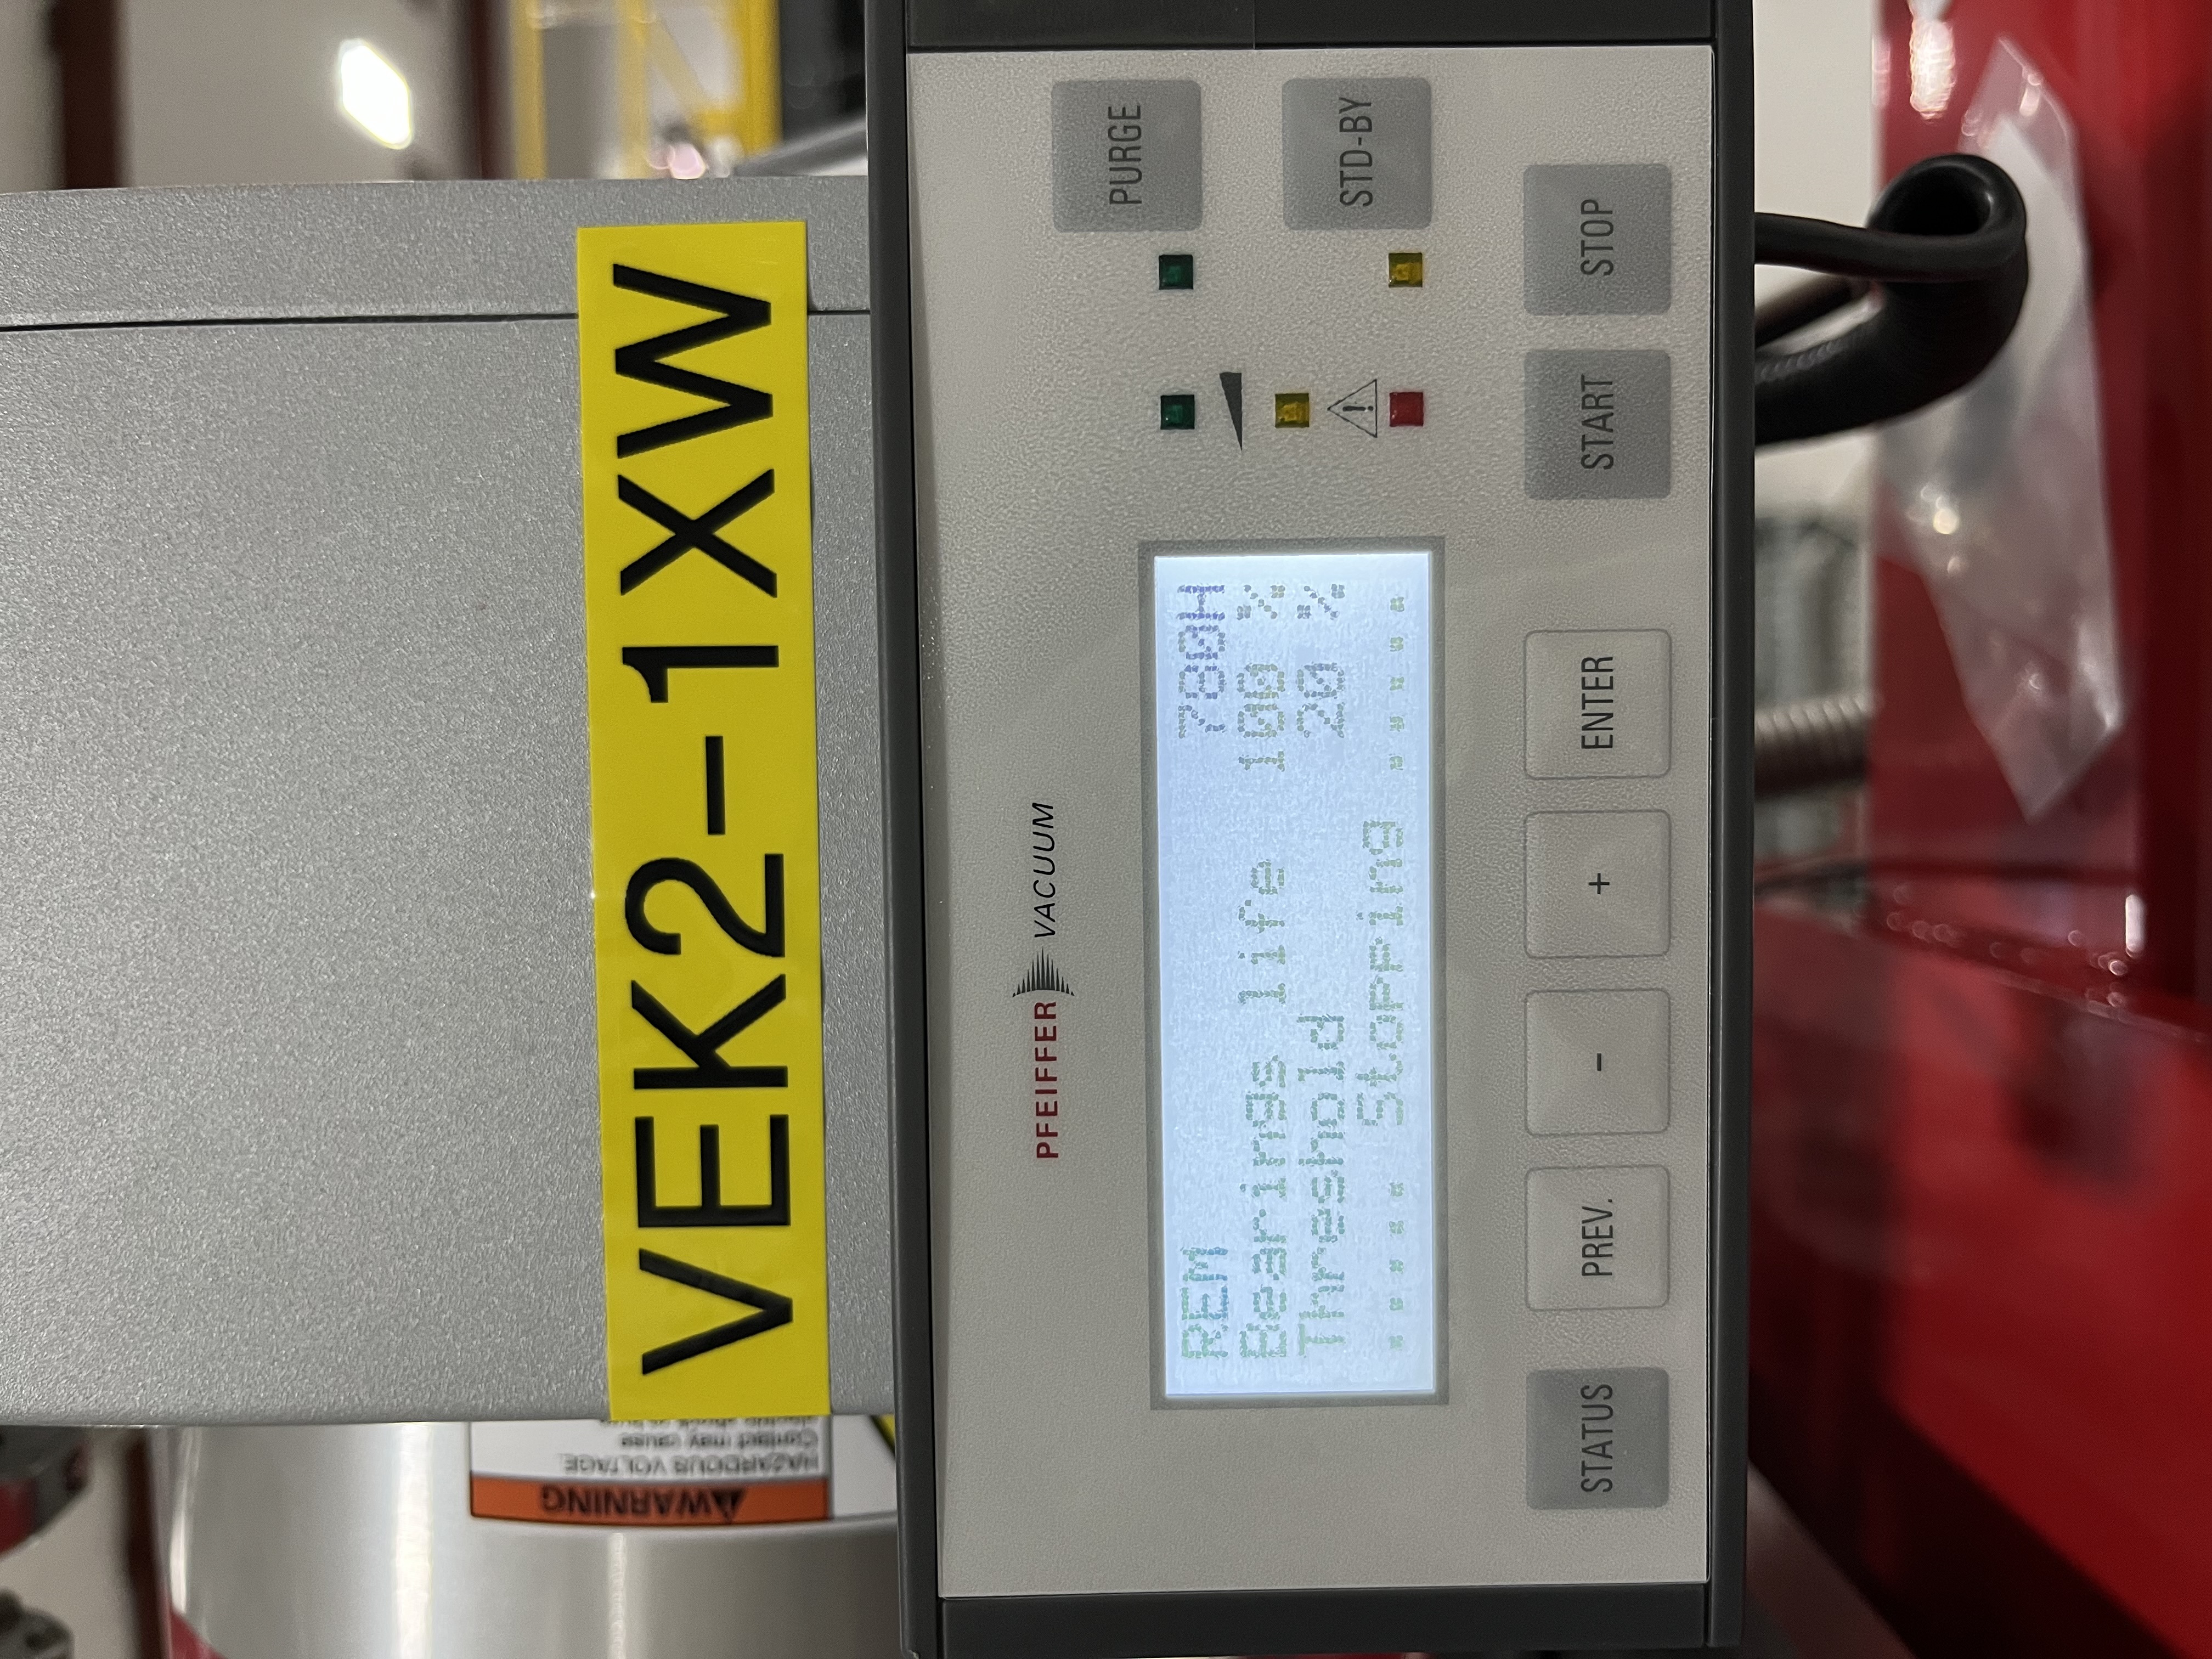 VEK2-1XW
PFEIFFER VACUUM
REM 700H
Bearings life 100 %
Threshold 20 %
..... Stopping .....
PURGE
STD-BY
STATUS
PREV.
-
+
ENTER
START
STOP
WARNING
HAZARDOUS VOLTAGE.
Contact may cause